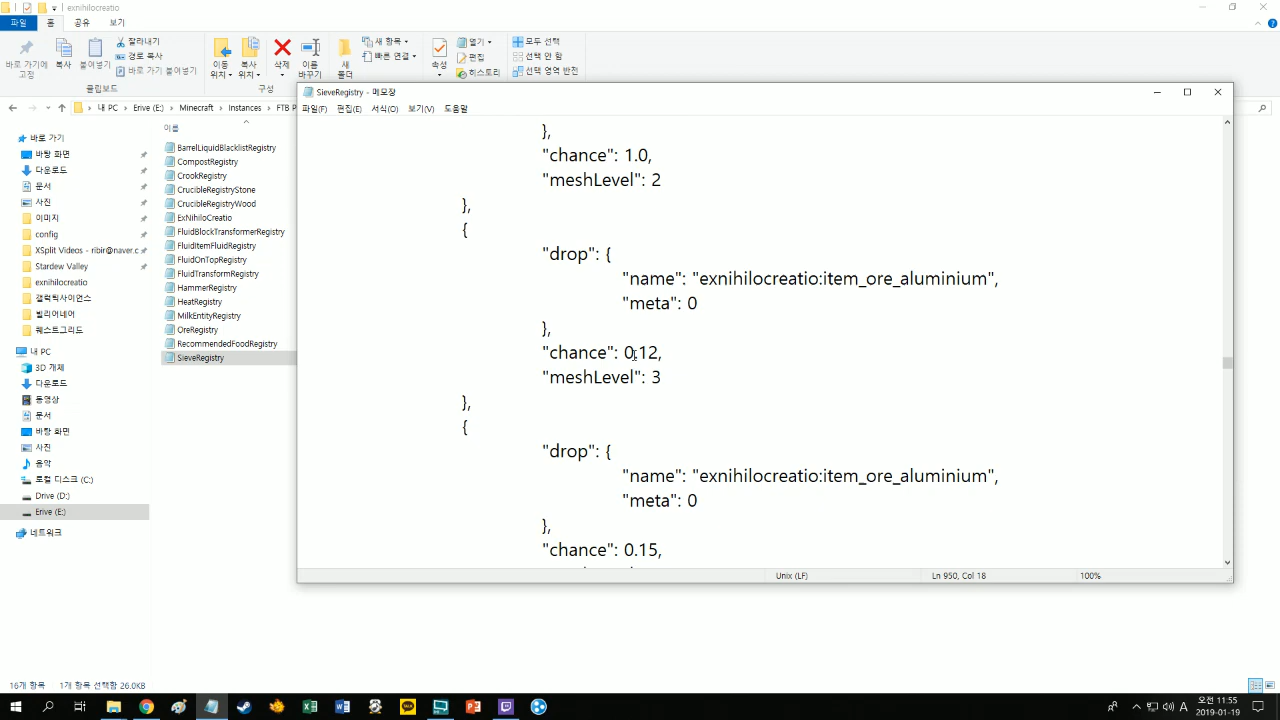 exnihilocreatio
파일
홈
공유
보기
바로 가기에 고정
복사
붙여넣기
잘라내기
경로 복사
바로 가기 붙여넣기
클립보드
이동 위치
복사 위치
삭제
이름 바꾸기
구성
새 폴더
새 항목
빠른 연결
속성
열기
편집
히스토리
모두 선택
선택 안 함
선택 영역 반전
내 PC
Erive (E:)
Minecraft
Instances
FTB P
바로 가기
바탕 화면
다운로드
문서
사진
이미지
config
XSplit Videos - ribir@naver.c
Stardew Valley
exnihilocreatio
갤럭틱사이언스
빌리어네어
퀘스트그리드
내 PC
3D 개체
다운로드
동영상
문서
바탕 화면
사진
음악
로컬 디스크 (C:)
Drive (D:)
Erive (E:)
네트워크
이름
BarrelLiquidBlacklistRegistry
CompostRegistry
CrookRegistry
CrucibleRegistryStone
CrucibleRegistryWood
ExNihiloCreatio
FluidBlockTransformerRegistry
FluidItemFluidRegistry
FluidOnTopRegistry
FluidTransformRegistry
HammerRegistry
HeatRegistry
MilkEntityRegistry
OreRegistry
RecommendedFoodRegistry
SieveRegistry
SieveRegistry - 메모장
파일(F) 편집(E) 서식(O) 보기(V) 도움말
},
"chance": 1.0,
"meshLevel": 2
},
{
"drop": {
"name": "exnihilocreatio:item_ore_aluminium",
"meta": 0
},
"chance": 0.12,
"meshLevel": 3
},
{
"drop": {
"name": "exnihilocreatio:item_ore_aluminium",
"meta": 0
},
"chance": 0.15,
Unix (LF)
Ln 950, Col 18
100%
16개 항목
1개 항목 선택함 26.0KB
A
오전 11:55
2019-01-19